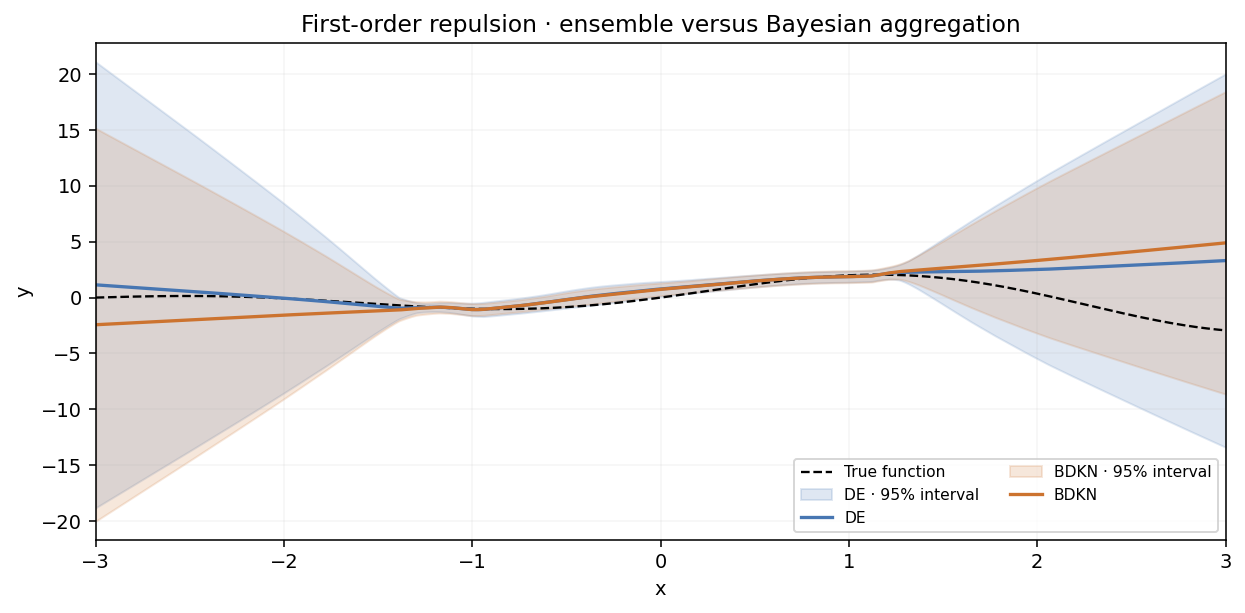 First-order repulsion · ensemble versus Bayesian aggregation
y
20
15
10
5
0
−5
−10
−15
−20
True function
DE · 95% interval
DE
BDKN · 95% interval
BDKN
−3
−2
−1
0
1
2
3
x